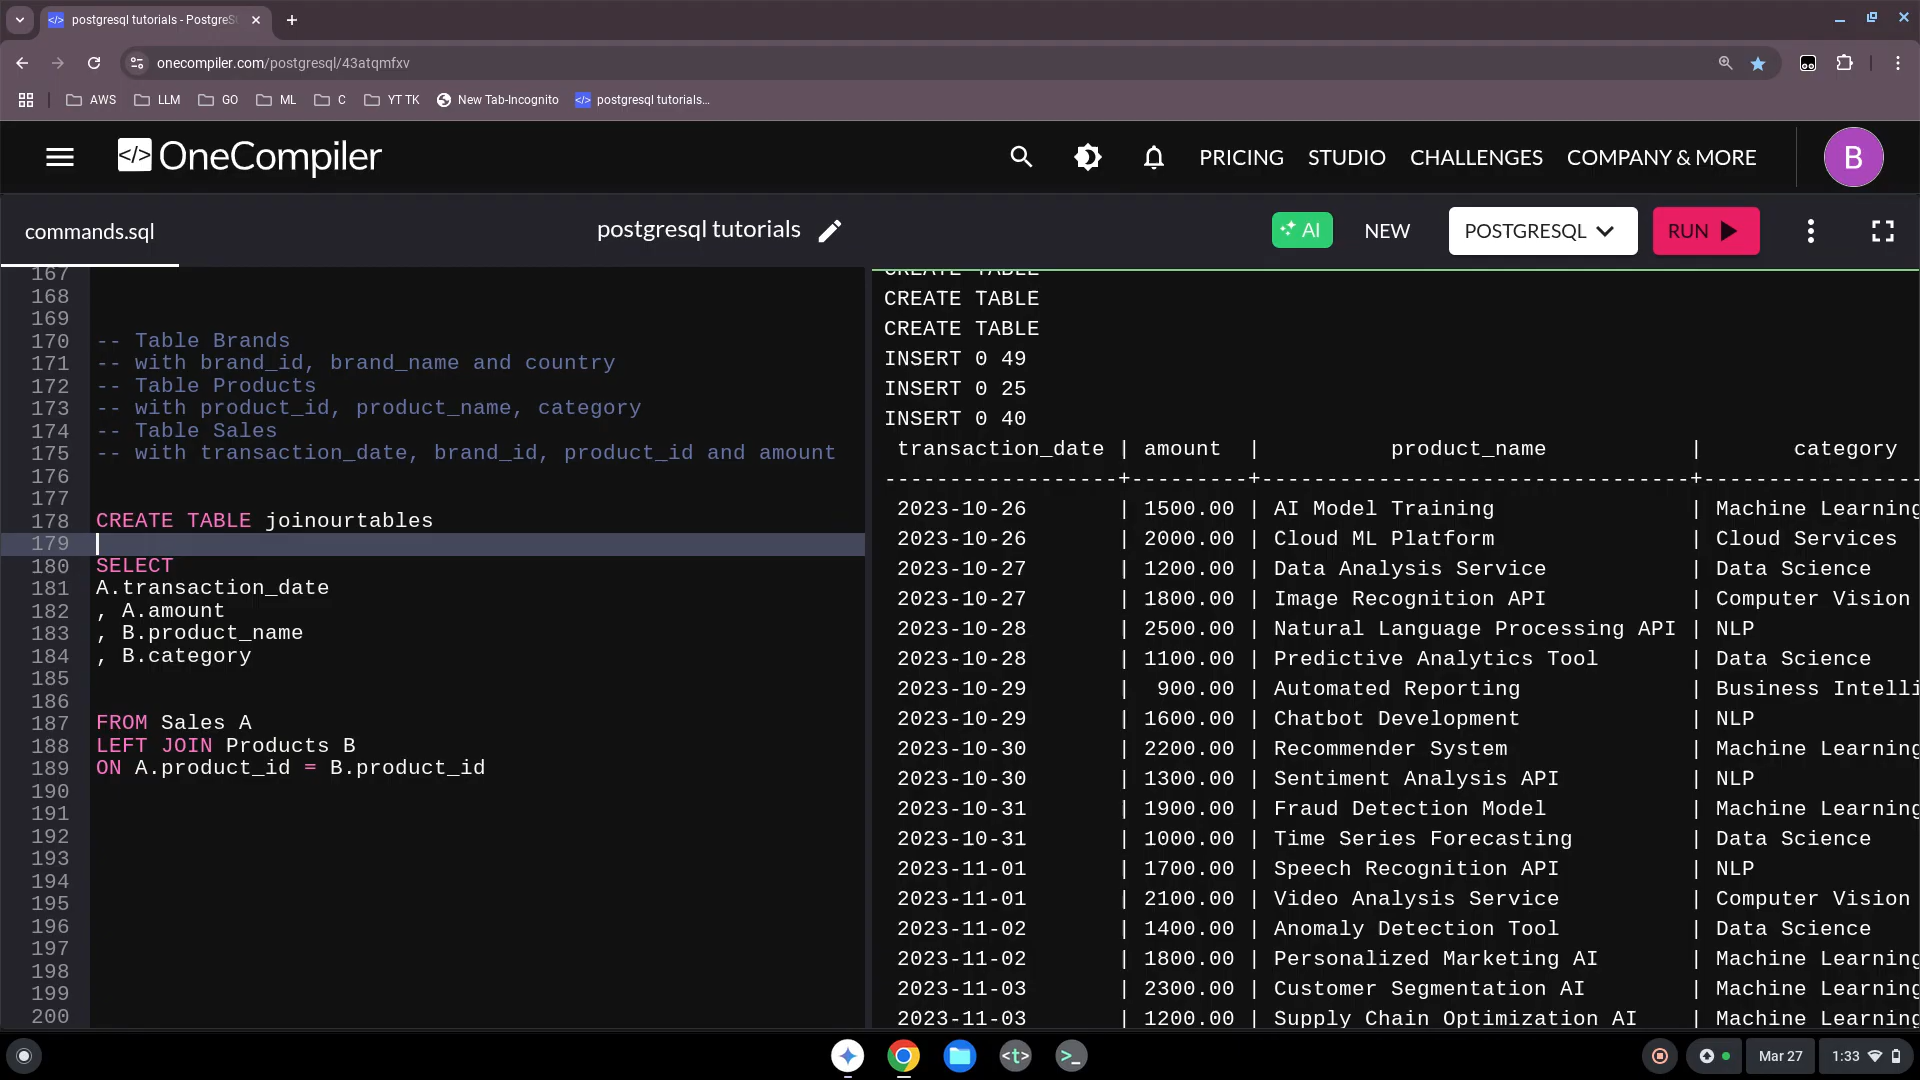 postgresql tutorials - PostgreS
onecompiler.com/postgresql/43atqmfxv
AWS
LLM
GO
ML
C
YT TK
New Tab-Incognito
postgresql tutorials...
</> OneCompiler
PRICING
STUDIO
CHALLENGES
COMPANY & MORE
B
commands.sql
postgresql tutorials
AI
NEW
POSTGRESQL
RUN
167
168
169
170 -- Table Brands
171 -- with brand_id, brand_name and country
172 -- Table Products
173 -- with product_id, product_name, category
174 -- Table Sales
175 -- with transaction_date, brand_id, product_id and amount
176
177
178 CREATE TABLE joinourtables
179
180 SELECT
181 A.transaction_date
182 , A.amount
183 , B.product_name
184 , B.category
185
186
187 FROM Sales A
188 LEFT JOIN Products B
189 ON A.product_id = B.product_id
190
191
192
193
194
195
196
197
198
199
200
CREATE TABLE
CREATE TABLE
CREATE TABLE
INSERT 0 49
INSERT 0 25
INSERT 0 40
transaction_date | amount | product_name | category
------------------+---------+---------------------------------+-----------------
2023-10-26 | 1500.00 | AI Model Training | Machine Learning
2023-10-26 | 2000.00 | Cloud ML Platform | Cloud Services
2023-10-27 | 1200.00 | Data Analysis Service | Data Science
2023-10-27 | 1800.00 | Image Recognition API | Computer Vision
2023-10-28 | 2500.00 | Natural Language Processing API | NLP
2023-10-28 | 1100.00 | Predictive Analytics Tool | Data Science
2023-10-29 | 900.00 | Automated Reporting | Business Intelli
2023-10-29 | 1600.00 | Chatbot Development | NLP
2023-10-30 | 2200.00 | Recommender System | Machine Learning
2023-10-30 | 1300.00 | Sentiment Analysis API | NLP
2023-10-31 | 1900.00 | Fraud Detection Model | Machine Learning
2023-10-31 | 1000.00 | Time Series Forecasting | Data Science
2023-11-01 | 1700.00 | Speech Recognition API | NLP
2023-11-01 | 2100.00 | Video Analysis Service | Computer Vision
2023-11-02 | 1400.00 | Anomaly Detection Tool | Data Science
2023-11-02 | 1800.00 | Personalized Marketing AI | Machine Learning
2023-11-03 | 2300.00 | Customer Segmentation AI | Machine Learning
2023-11-03 | 1200.00 | Supply Chain Optimization AI | Machine Learning
<t>
>_
Mar 27
1:33